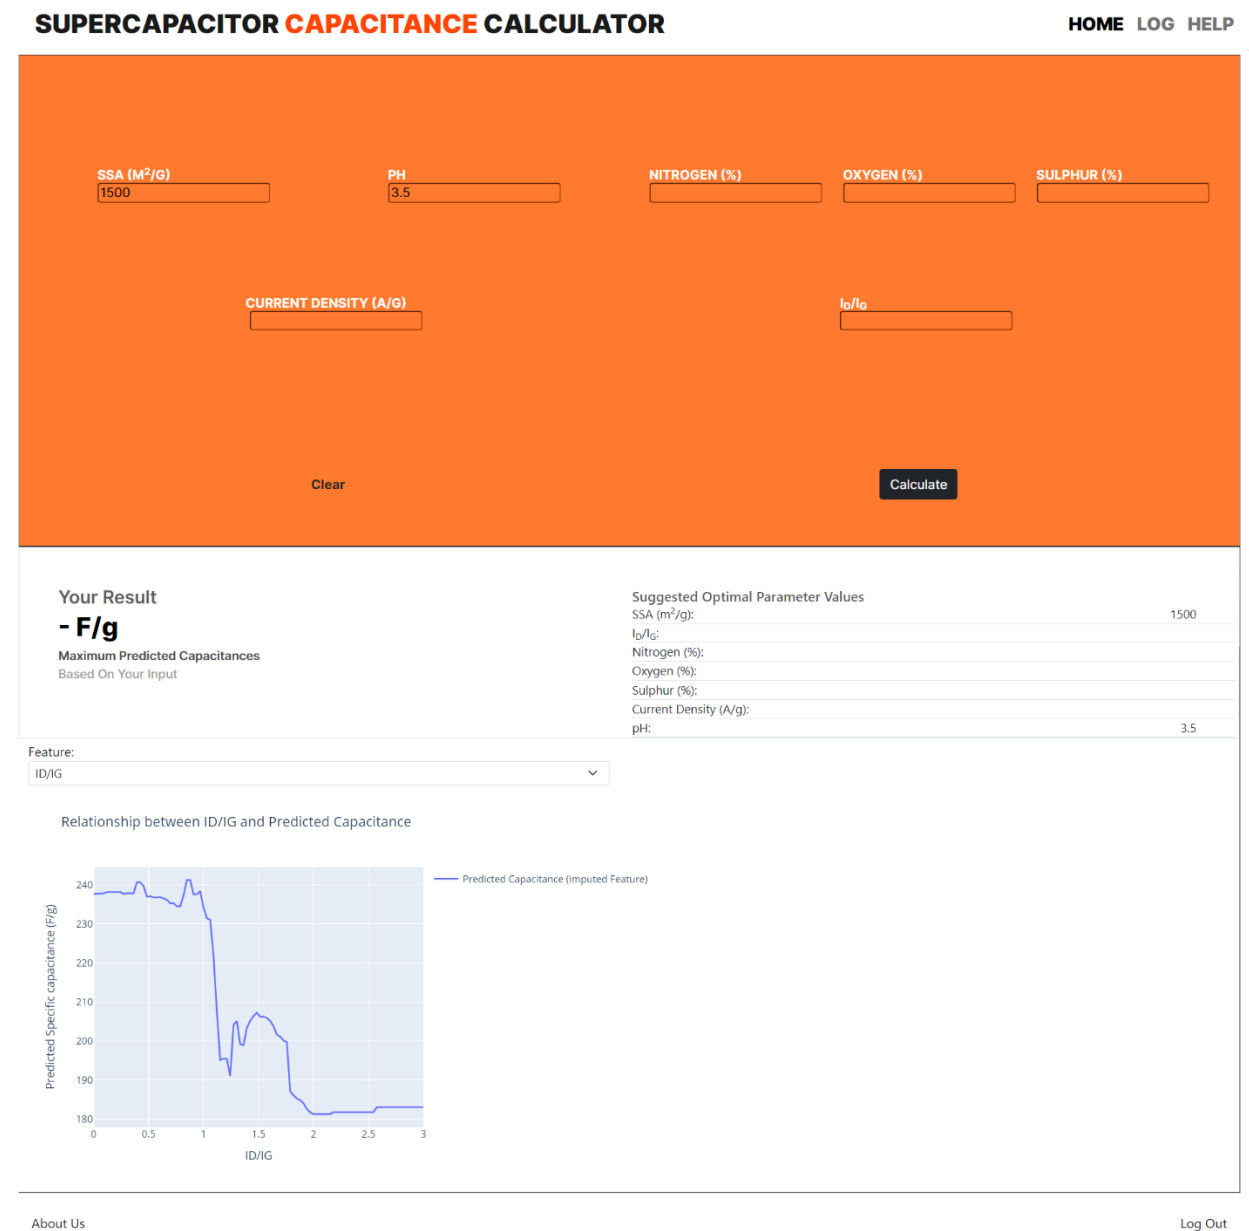 SUPERCAPACITOR CAPACITANCE CALCULATOR
HOME LOG HELP
SSA (M²/G)
PH
NITROGEN (%)
OXYGEN (%)
SULPHUR (%)
1500
3.5
CURRENT DENSITY (A/G)
I_D/I_G
Clear
Calculate
Your Result
- F/g
Maximum Predicted Capacitances
Based On Your Input
Suggested Optimal Parameter Values
SSA (m²/g): 1500
I_D/I_G:
Nitrogen (%):
Oxygen (%):
Sulphur (%):
Current Density (A/g):
pH: 3.5
Feature:
ID/IG
Relationship between ID/IG and Predicted Capacitance
Predicted Capacitance (Imputed Feature)
Predicted Specific capacitance (F/g)
240
230
220
210
200
190
180
0 0.5 1 1.5 2 2.5 3
ID/IG
About Us
Log Out